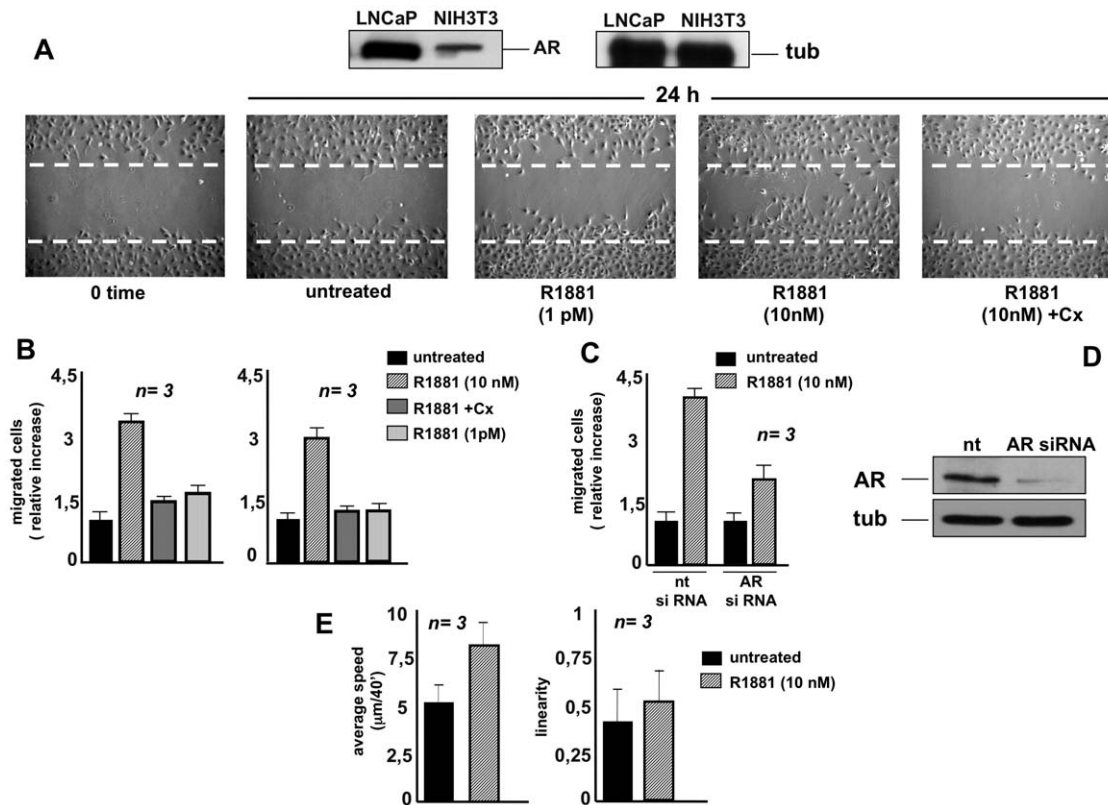 LNCaP NIH3T3
LNCaP NIH3T3
A
AR
tub
24 h
0 time
untreated
R1881
(1 pM)
R1881
(10nM)
R1881
(10nM) +Cx
B
4,5
3
1,5
0
migrated cells
( relative increase)
n= 3
4,5
3
1,5
0
n= 3
untreated
R1881 (10 nM)
R1881 +Cx
R1881 (1pM)
C
4,5
3
1,5
0
migrated cells
( relative increase)
untreated
R1881 (10 nM)
n= 3
nt
si RNA
AR
si RNA
D
nt AR siRNA
AR
tub
E
10
7,5
5
2,5
0
average speed
(μm/40')
n= 3
1
0,75
0,5
0,25
0
linearity
n= 3
untreated
R1881 (10 nM)